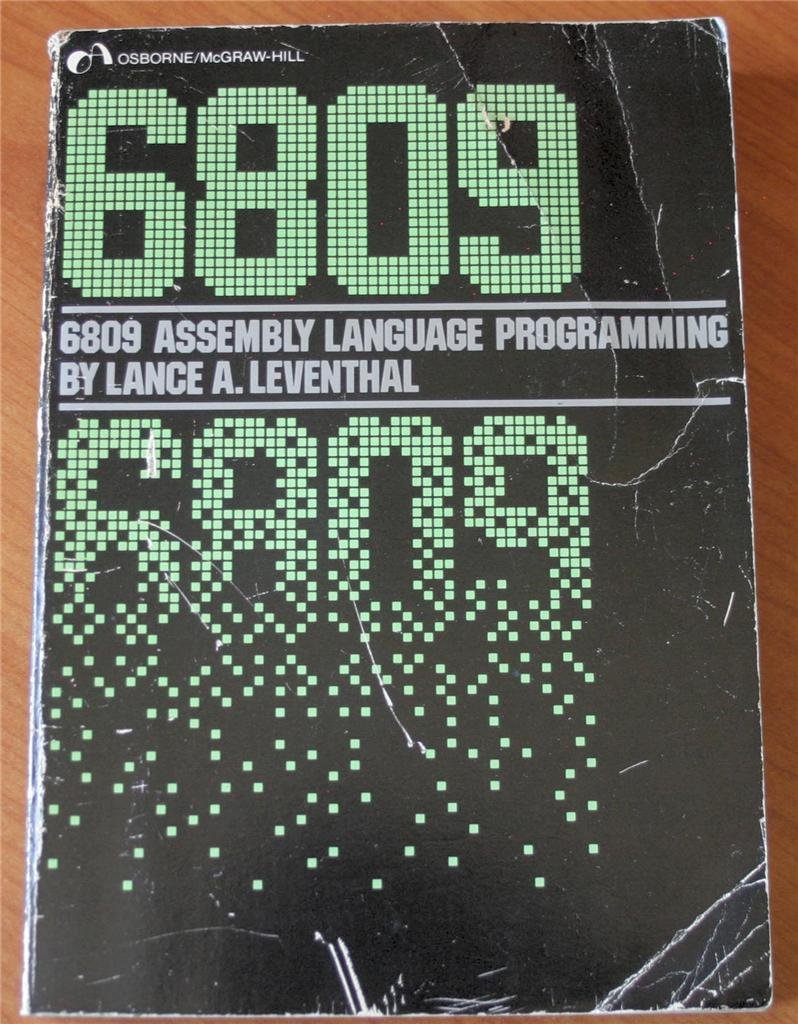 OSBORNE/McGRAW-HILL
6809
6809 ASSEMBLY LANGUAGE PROGRAMMING
BY LANCE A. LEVENTHAL
6809